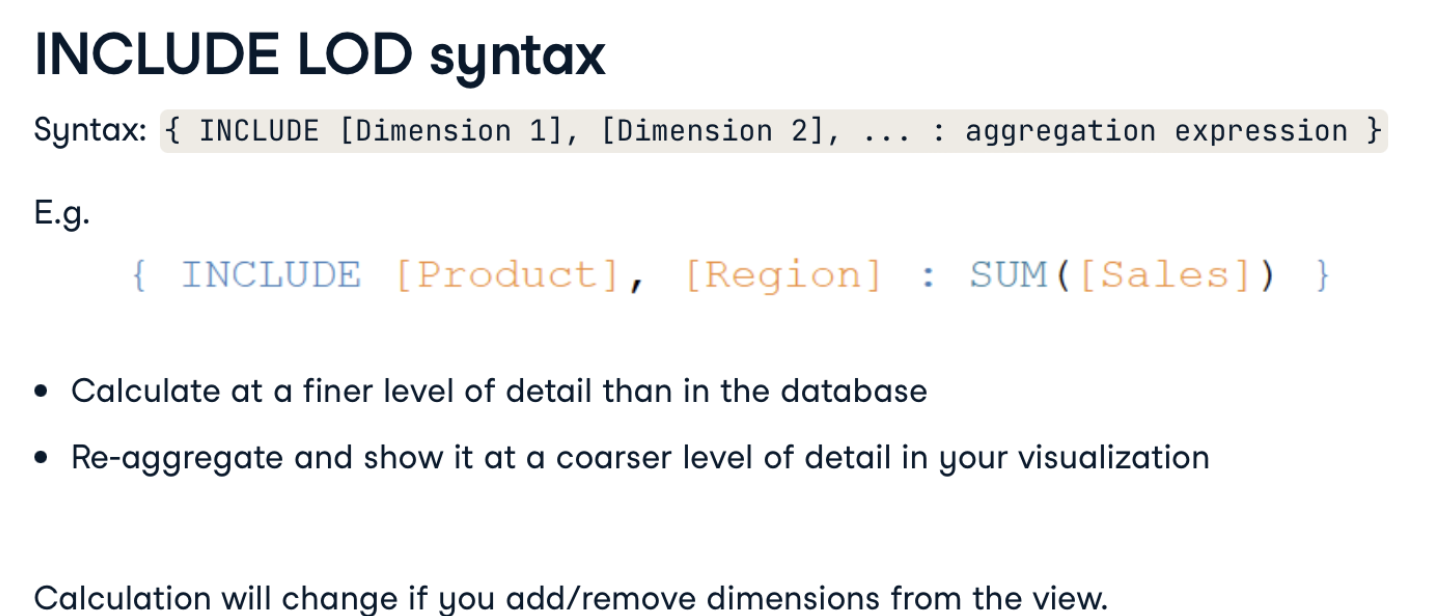 INCLUDE LOD syntax
Syntax: { INCLUDE [Dimension 1], [Dimension 2], ... : aggregation expression }
E.g.
{ INCLUDE [Product], [Region] : SUM([Sales]) }
• Calculate at a finer level of detail than in the database
• Re-aggregate and show it at a coarser level of detail in your visualization
Calculation will change if you add/remove dimensions from the view.